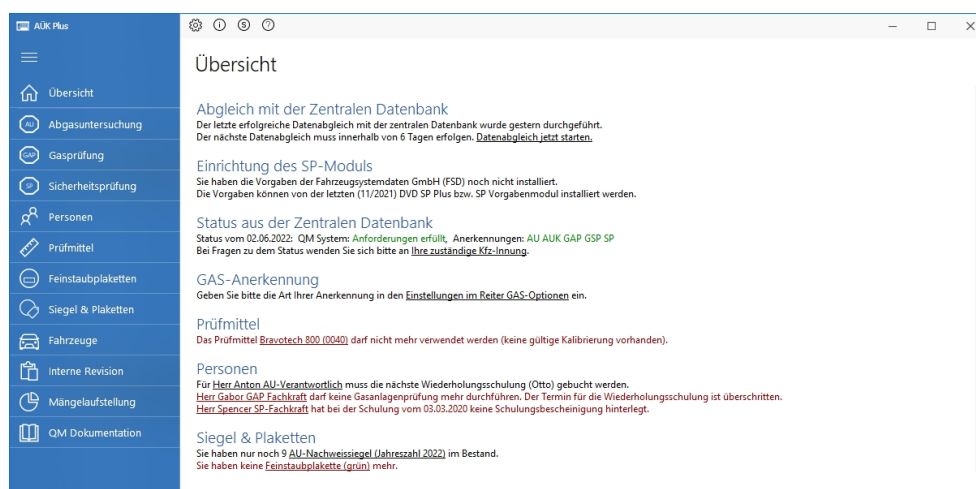 AÜK Plus
Übersicht
Abgasuntersuchung
Gasprüfung
Sicherheitsprüfung
Personen
Prüfmittel
Feinstaubplaketten
Siegel & Plaketten
Fahrzeuge
Interne Revision
Mängelaufstellung
QM Dokumentation
AU
GAP
SP
Übersicht
Abgleich mit der Zentralen Datenbank
Der letzte erfolgreiche Datenabgleich mit der zentralen Datenbank wurde gestern durchgeführt.
Der nächste Datenabgleich muss innerhalb von 6 Tagen erfolgen. Datenabgleich jetzt starten.
Einrichtung des SP-Moduls
Sie haben die Vorgaben der Fahrzeugsystemdaten GmbH (FSD) noch nicht installiert.
Die Vorgaben können von der letzten (11/2021) DVD SP Plus bzw. SP Vorgabenmodul installiert werden.
Status aus der Zentralen Datenbank
Status vom 02.06.2022: QM System: Anforderungen erfüllt, Anerkennungen: AU AUK GAP GSP SP
Bei Fragen zu dem Status wenden Sie sich bitte an Ihre zuständige Kfz-Innung.
GAS-Anerkennung
Geben Sie bitte die Art Ihrer Anerkennung in den Einstellungen im Reiter GAS-Optionen ein.
Prüfmittel
Das Prüfmittel Bravotech 800 (0040) darf nicht mehr verwendet werden (keine gültige Kalibrierung vorhanden).
Personen
Für Herr Anton AU-Verantwortlich muss die nächste Wiederholungsschulung (Otto) gebucht werden.
Herr Gabor GAP Fachkraft darf keine Gasanlagenprüfung mehr durchführen. Der Termin für die Wiederholungsschulung ist überschritten.
Herr Spencer SP-Fachkraft hat bei der Schulung vom 03.03.2020 keine Schulungsbescheinigung hinterlegt.
Siegel & Plaketten
Sie haben nur noch 9 AU-Nachweissiegel (Jahreszahl 2022) im Bestand.
Sie haben keine Feinstaubplakette (grün) mehr.